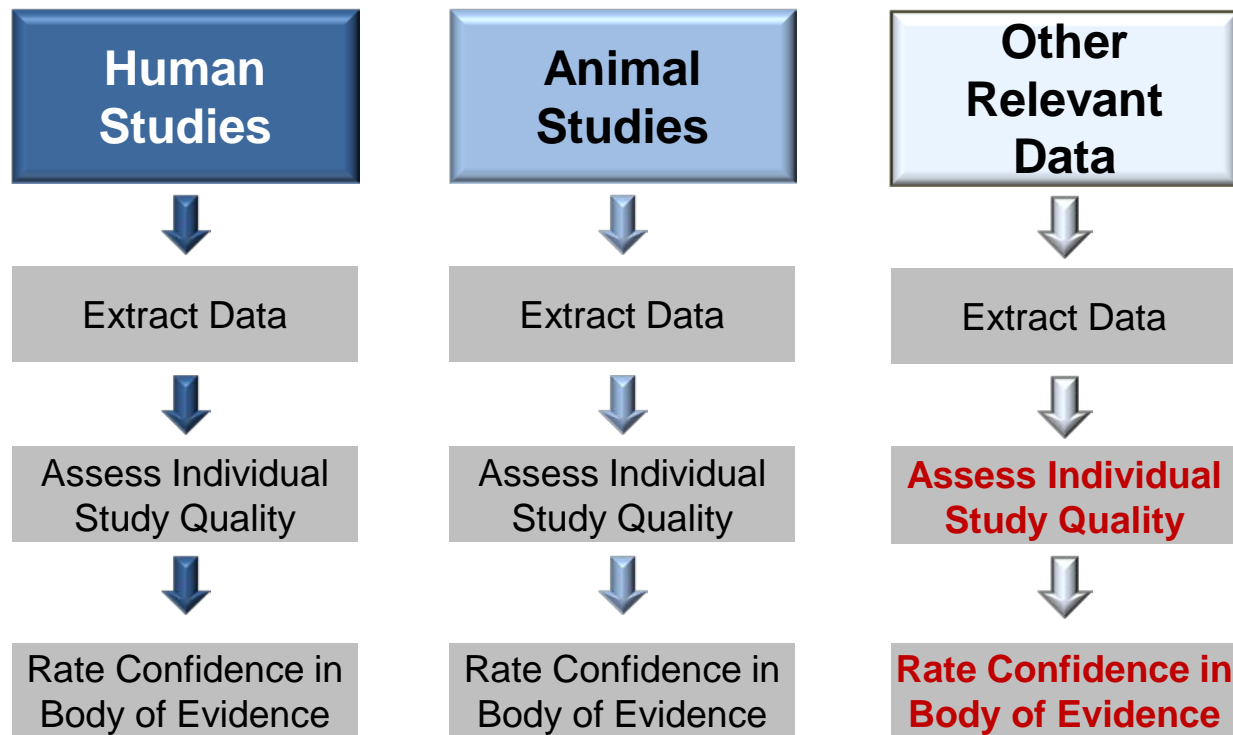 Human
Studies
Animal
Studies
Other
Relevant
Data
Extract Data
Extract Data
Extract Data
Assess Individual
Study Quality
Assess Individual
Study Quality
Assess Individual
Study Quality
Rate Confidence in
Body of Evidence
Rate Confidence in
Body of Evidence
Rate Confidence in
Body of Evidence